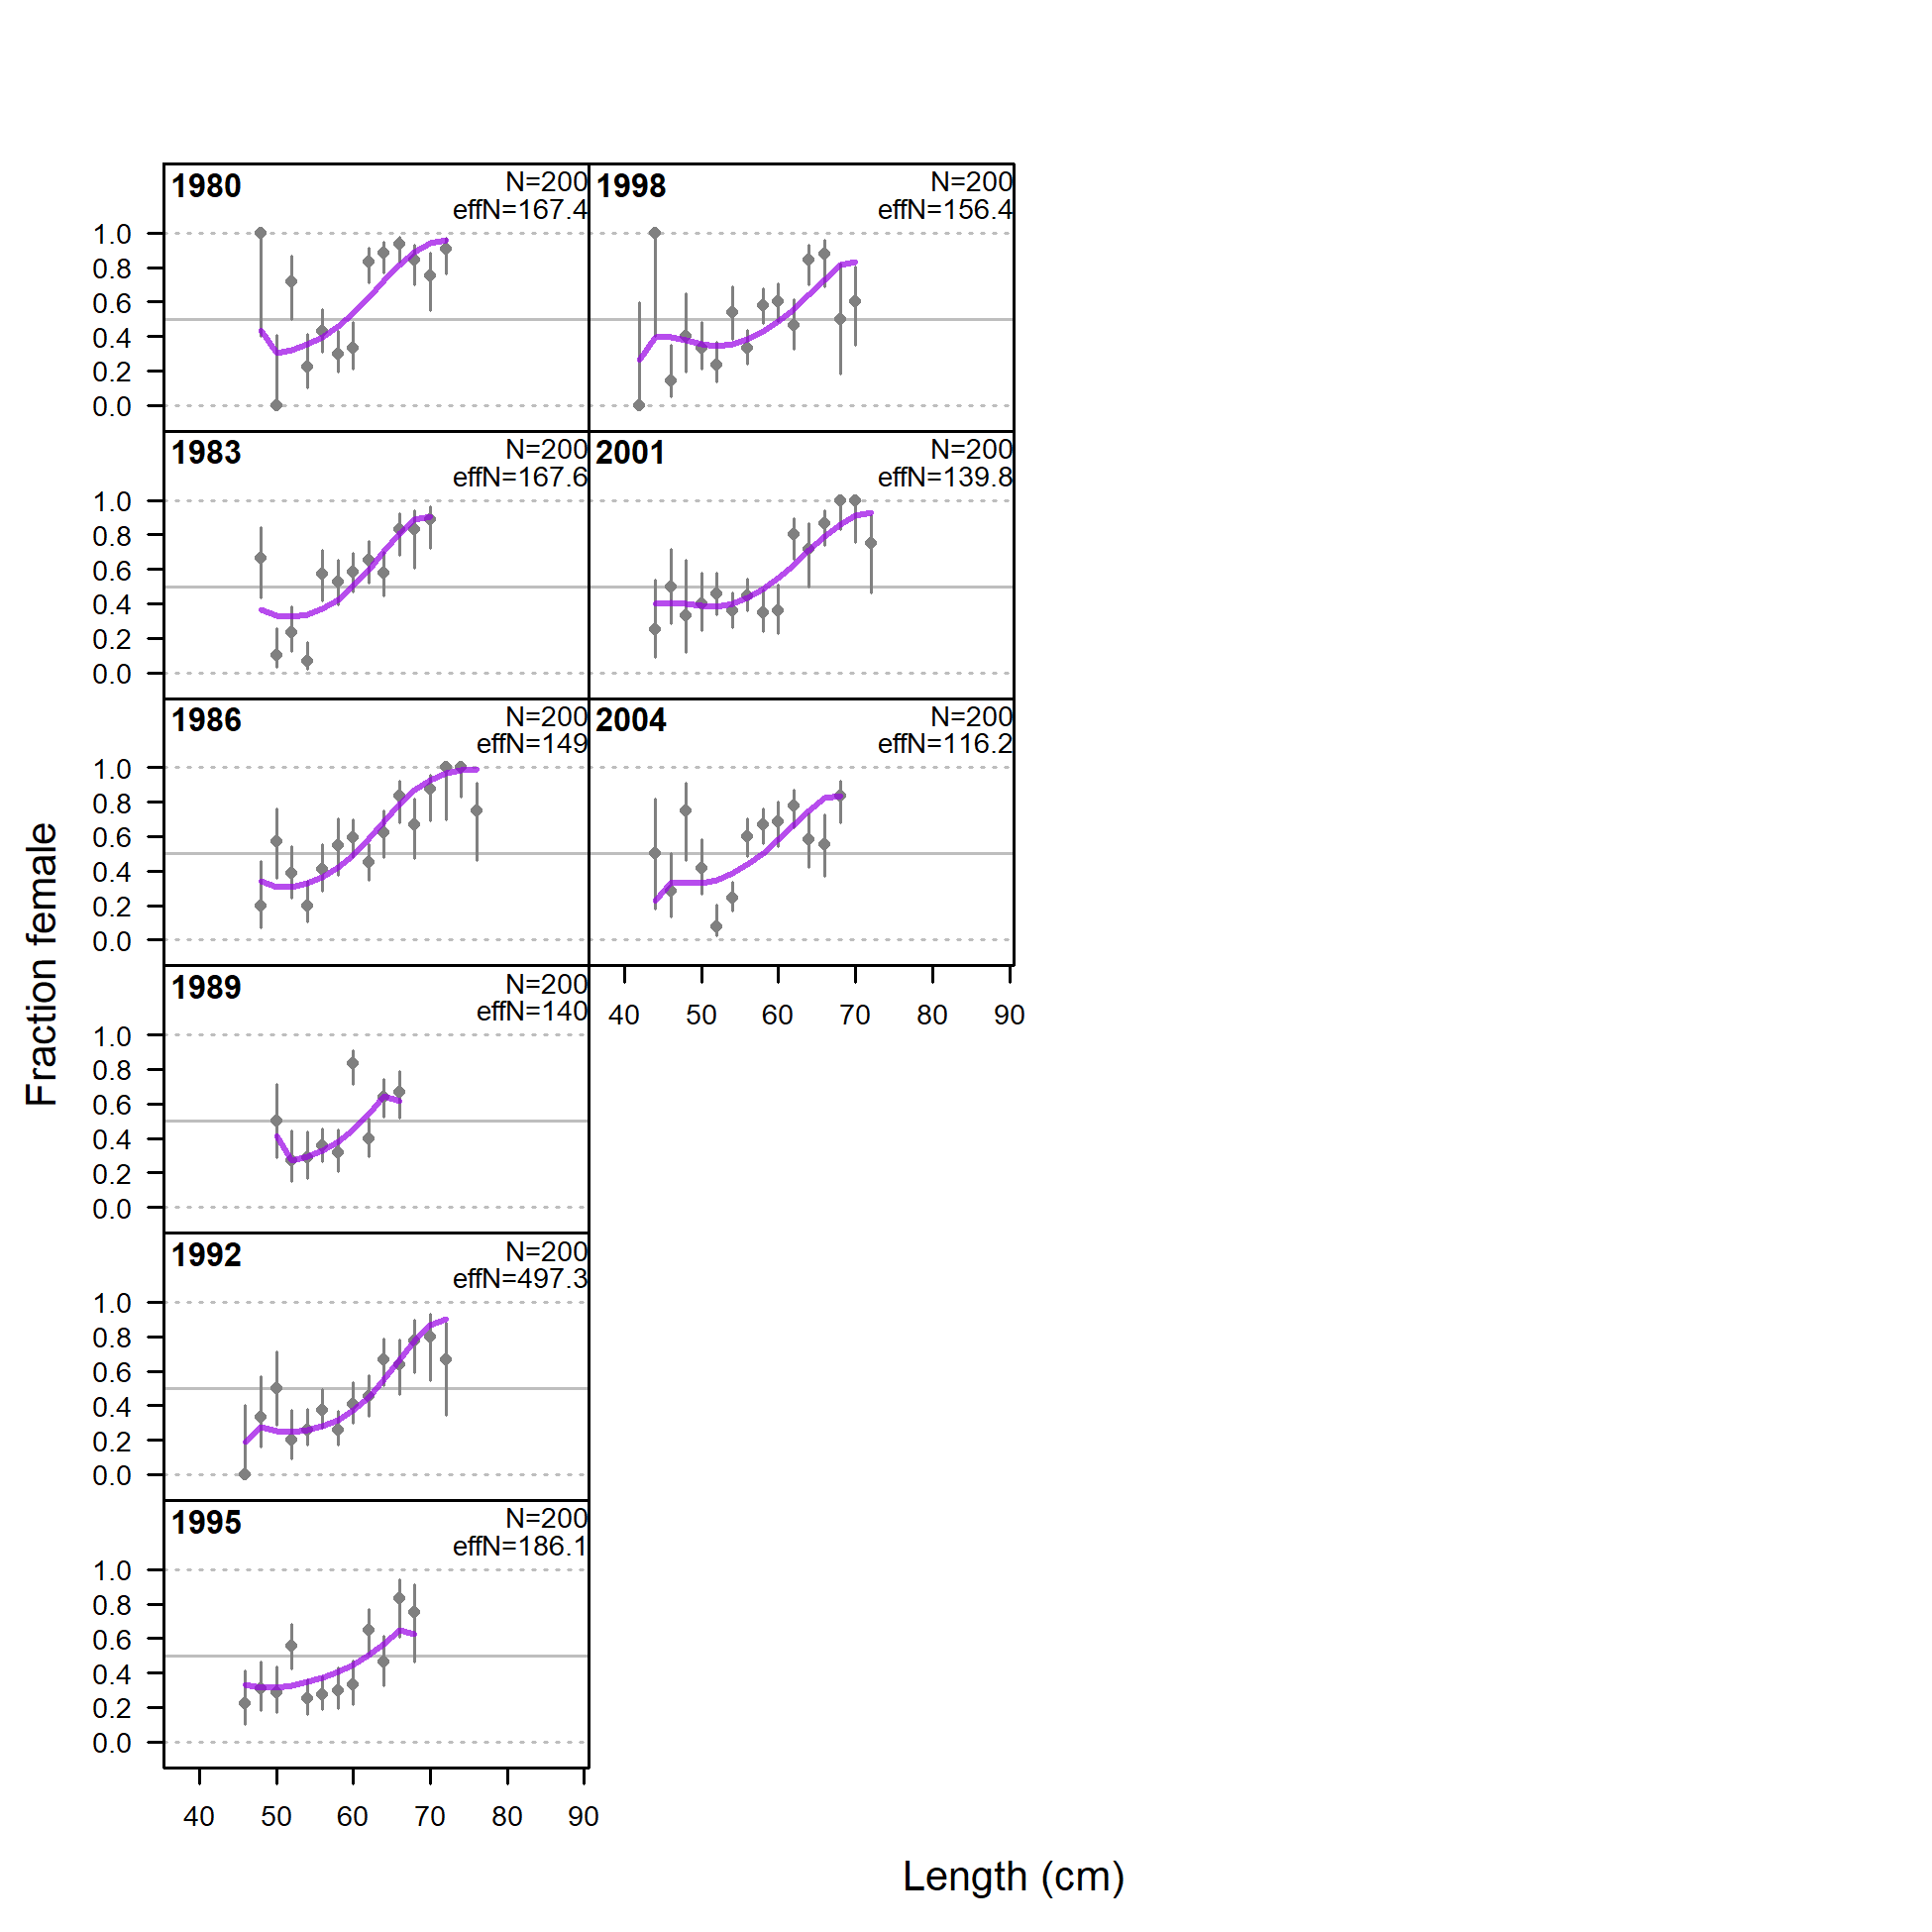 1980 N=200
effN=167.4
1.0
0.8
0.6
0.4
0.2
0.0
1983 N=200
effN=167.6
1.0
0.8
0.6
0.4
0.2
0.0
1986 N=200
effN=149
1.0
0.8
0.6
0.4
0.2
0.0
1989 N=200
effN=140
1.0
0.8
0.6
0.4
0.2
0.0
1992 N=200
effN=497.3
1.0
0.8
0.6
0.4
0.2
0.0
1995 N=200
effN=186.1
1.0
0.8
0.6
0.4
0.2
0.0
40 50 60 70 80 90
1998 N=200
effN=156.4
2001 N=200
effN=139.8
2004 N=200
effN=116.2
40 50 60 70 80 90
Fraction female
Length (cm)